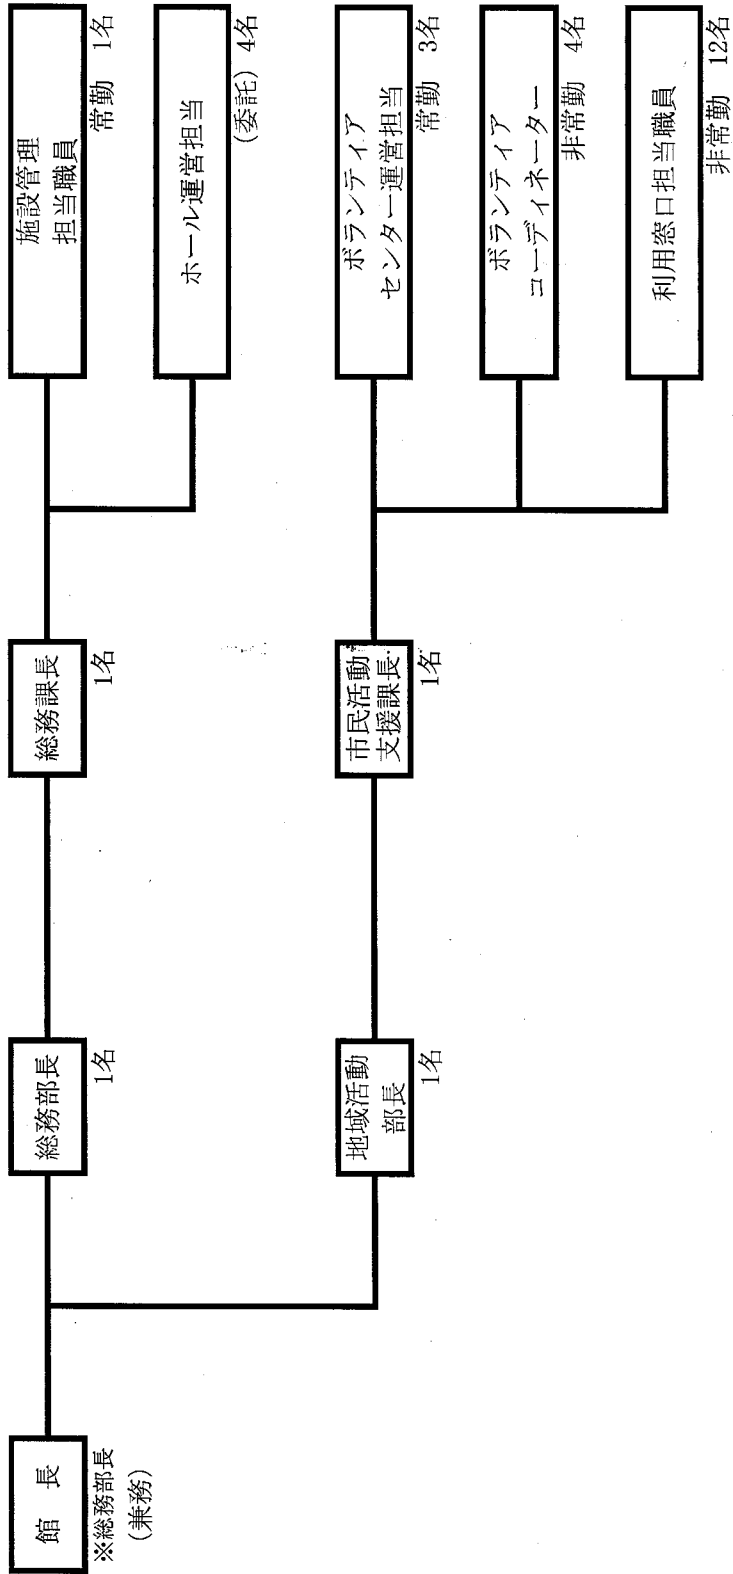 館　長
※総務部長
(兼務)
総務部長
1名
総務課長
1名
施設管理
担当職員
常勤　1名
ホール運営担当
(委託)　4名
地域活動
部長
1名
市民活動
支援課長
1名
ボランティア
センター運営担当
常勤　3名
ボランティア
コーディネーター
非常勤　4名
利用窓口担当職員
非常勤　12名